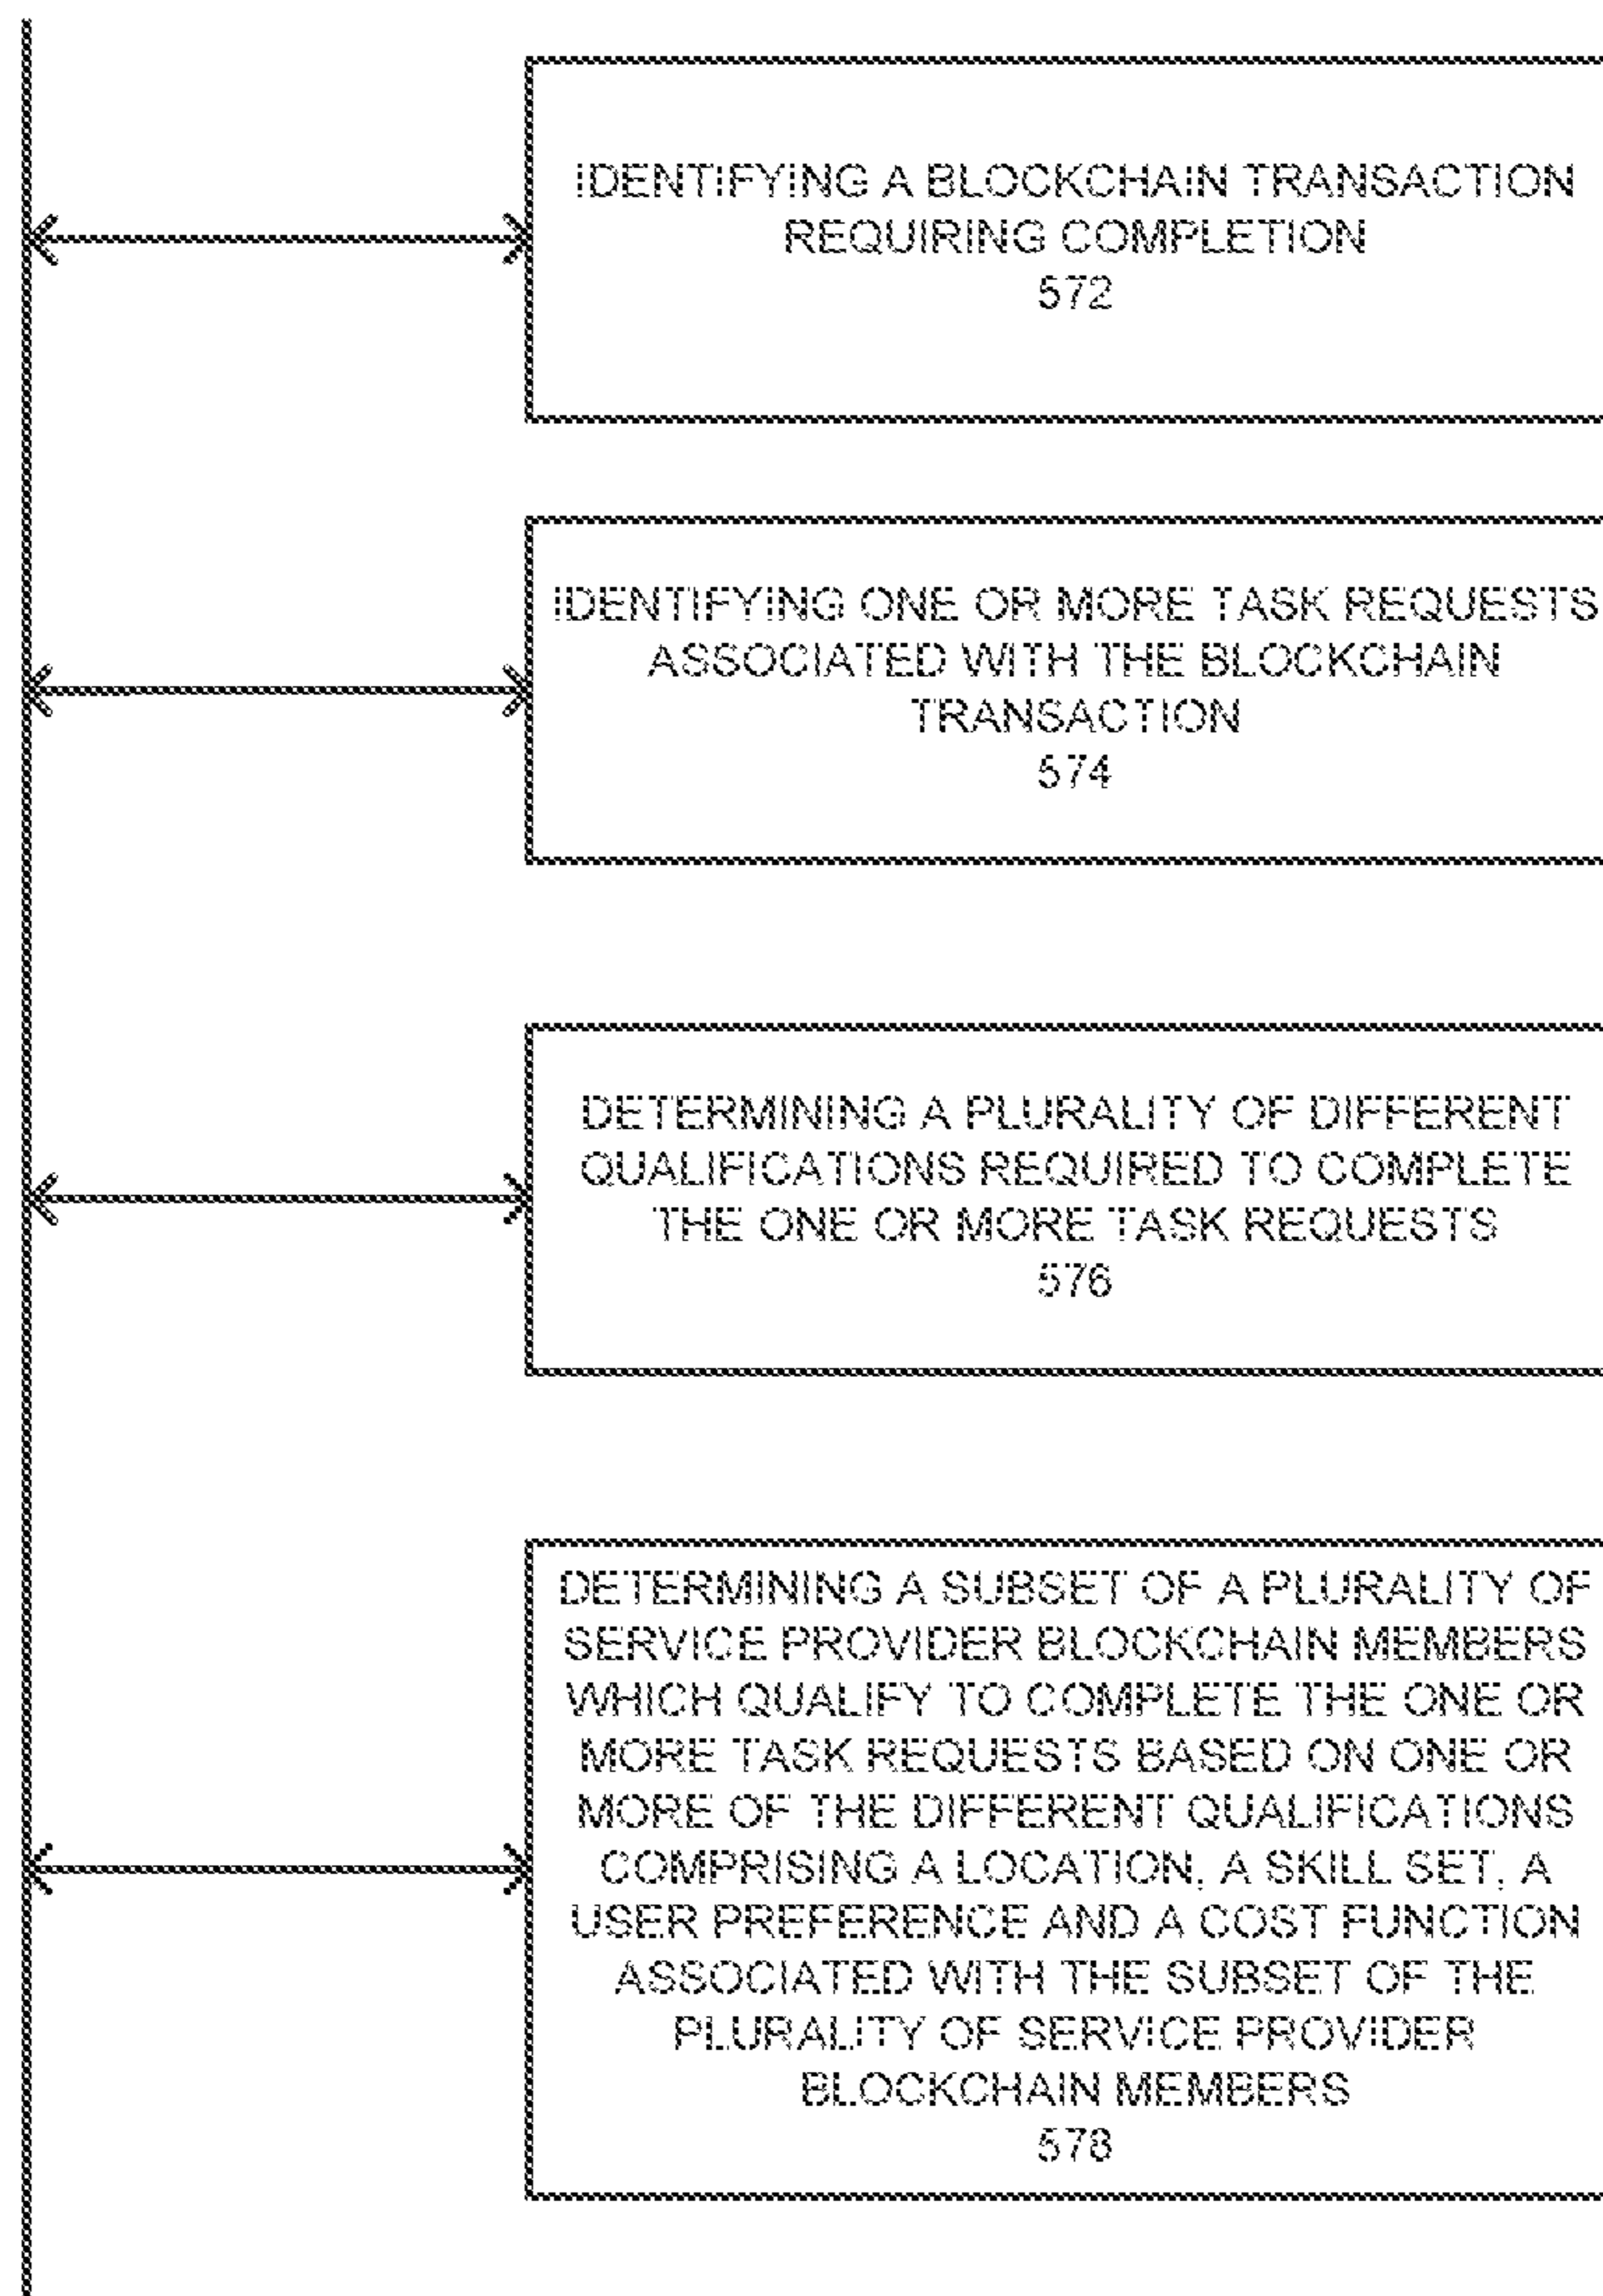 IDENTIFYING A BLOCKCHAIN TRANSACTION
REQUIRING COMPLETION
572
IDENTIFYING ONE OR MORE TASK REQUESTS
ASSOCIATED WITH THE BLOCKCHAIN
TRANSACTION
574
DETERMINING A PLURALITY OF DIFFERENT
QUALIFICATIONS REQUIRED TO COMPLETE
THE ONE OR MORE TASK REQUESTS
576
DETERMINING A SUBSET OF A PLURALITY OF
SERVICE PROVIDER BLOCKCHAIN MEMBERS
WHICH QUALIFY TO COMPLETE THE ONE OR
MORE TASK REQUESTS BASED ON ONE OR
MORE OF THE DIFFERENT QUALIFICATIONS
COMPRISING A LOCATION, A SKILL SET, A
USER PREFERENCE AND A COST FUNCTION
ASSOCIATED WITH THE SUBSET OF THE
PLURALITY OF SERVICE PROVIDER
BLOCKCHAIN MEMBERS
578